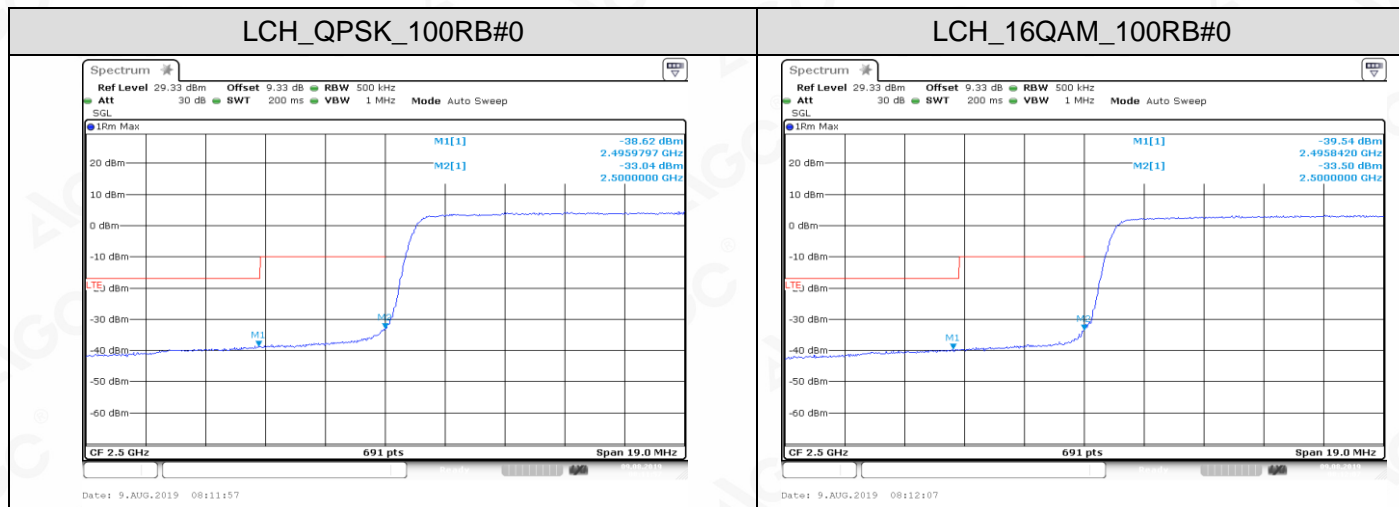 LCH_QPSK_100RB#0
Spectrum
Ref Level 29.33 dBm Offset 9.33 dB RBW 500 kHz
Att 30 dB SWT 200 ms VBW 1 MHz Mode Auto Sweep
SGL
1Rm Max
M1[1] -38.62 dBm
2.4959797 GHz
M2[1] -33.04 dBm
2.5000000 GHz
20 dBm
10 dBm
0 dBm
-10 dBm
LTE
-30 dBm
M1
-40 dBm
-50 dBm
-60 dBm
CF 2.5 GHz 691 pts Span 19.0 MHz
Date: 9.AUG.2019 08:11:57
LCH_16QAM_100RB#0
Spectrum
Ref Level 29.33 dBm Offset 9.33 dB RBW 500 kHz
Att 30 dB SWT 200 ms VBW 1 MHz Mode Auto Sweep
SGL
1Rm Max
M1[1] -39.54 dBm
2.4958420 GHz
M2[1] -33.50 dBm
2.5000000 GHz
20 dBm
10 dBm
0 dBm
-10 dBm
LTE
-30 dBm
M1
-40 dBm
-50 dBm
-60 dBm
CF 2.5 GHz 691 pts Span 19.0 MHz
Date: 9.AUG.2019 08:12:07